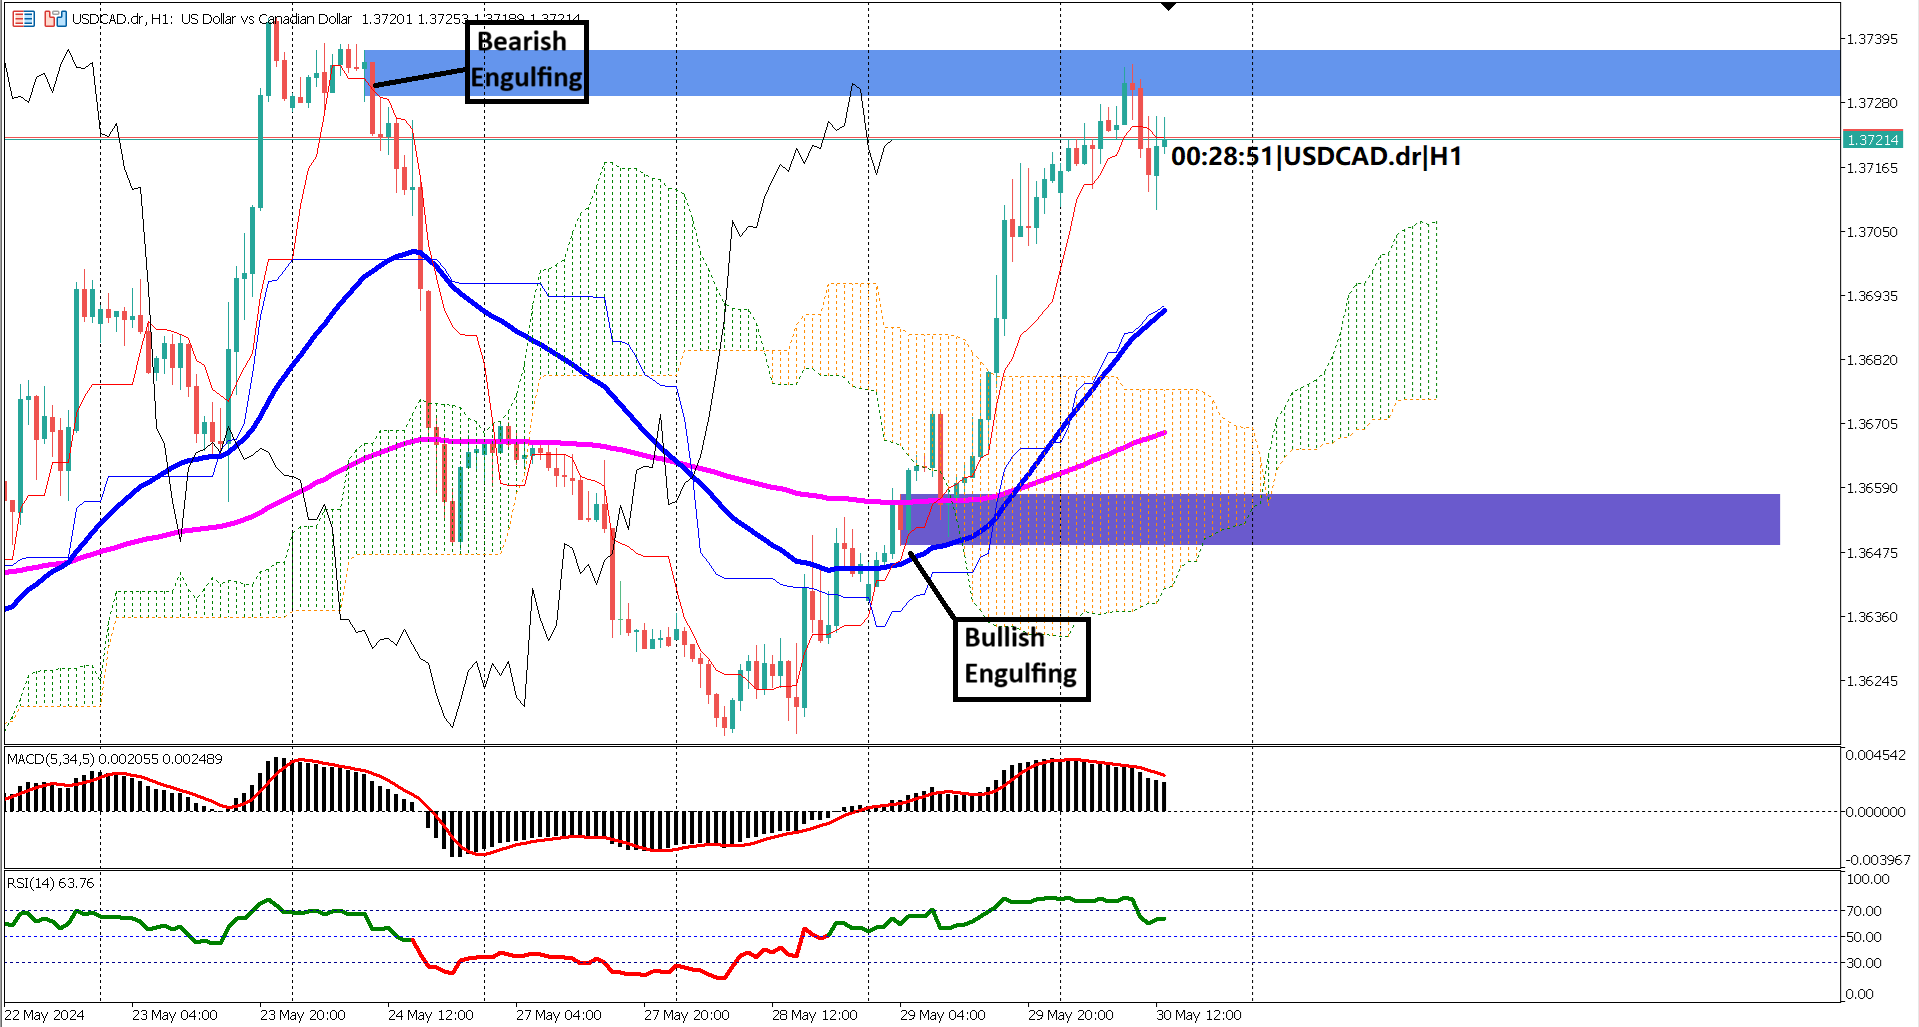 USDCAD.dr, H1: US Dollar vs Canadian Dollar 1.37201 1.37253 1.37189 1.37214
Bearish
Engulfing
1.37395
1.37280
1.37214
00:28:51|USDCAD.dr|H1
1.37165
1.37050
1.36935
1.36820
1.36705
1.36590
1.36475
1.36360
1.36245
Bullish
Engulfing
MACD(5,34,5) 0.002055 0.002489
0.004542
0.000000
-0.003967
RSI(14) 63.76
100.00
70.00
50.00
30.00
0.00
22 May 2024
23 May 04:00
23 May 20:00
24 May 12:00
27 May 04:00
27 May 20:00
28 May 12:00
29 May 04:00
29 May 20:00
30 May 12:00